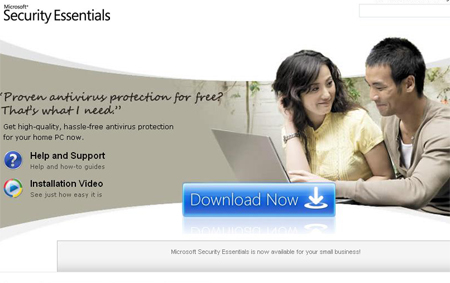 Microsoft®
Security Essentials
"Proven antivirus protection for free?
That's what I need."
Get high-quality, hassle-free antivirus protection
for your home PC now.
Help and Support
Help and how-to guides
Installation Video
See just how easy it is
Download Now
Microsoft Security Essentials is now available for your small business!